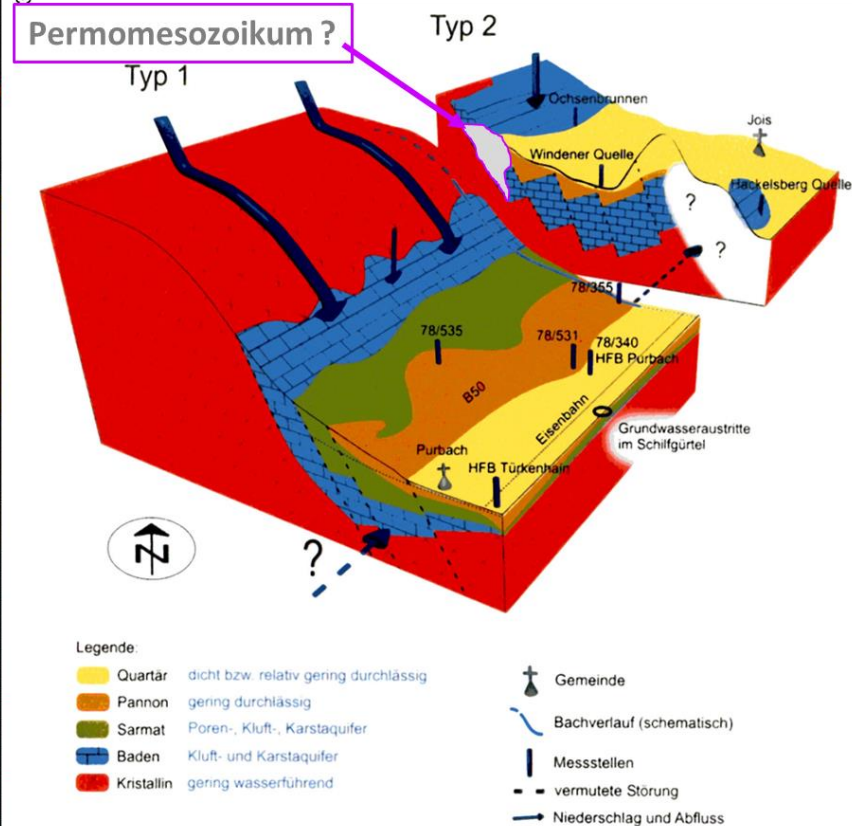 Permomesozoikum ?
Typ 1
Typ 2
Ochsenbrunnen
Jois
Windener Quelle
Hackelsberg Quelle
?
?
78/355
78/535
78/531
78/340
HFB Purbach
B50
Eisenbahn
Grundwasseraustritte
im Schilfgürtel
Purbach
HFB Türkenhain
N
?
Legende:
Quartär dicht bzw. relativ gering durchlässig
Pannon gering durchlässig
Sarmat Poren-, Kluft-, Karstaquifer
Baden Kluft- und Karstaquifer
Kristallin gering wasserführend
Gemeinde
Bachverlauf (schematisch)
Messstellen
vermutete Störung
Niederschlag und Abfluss